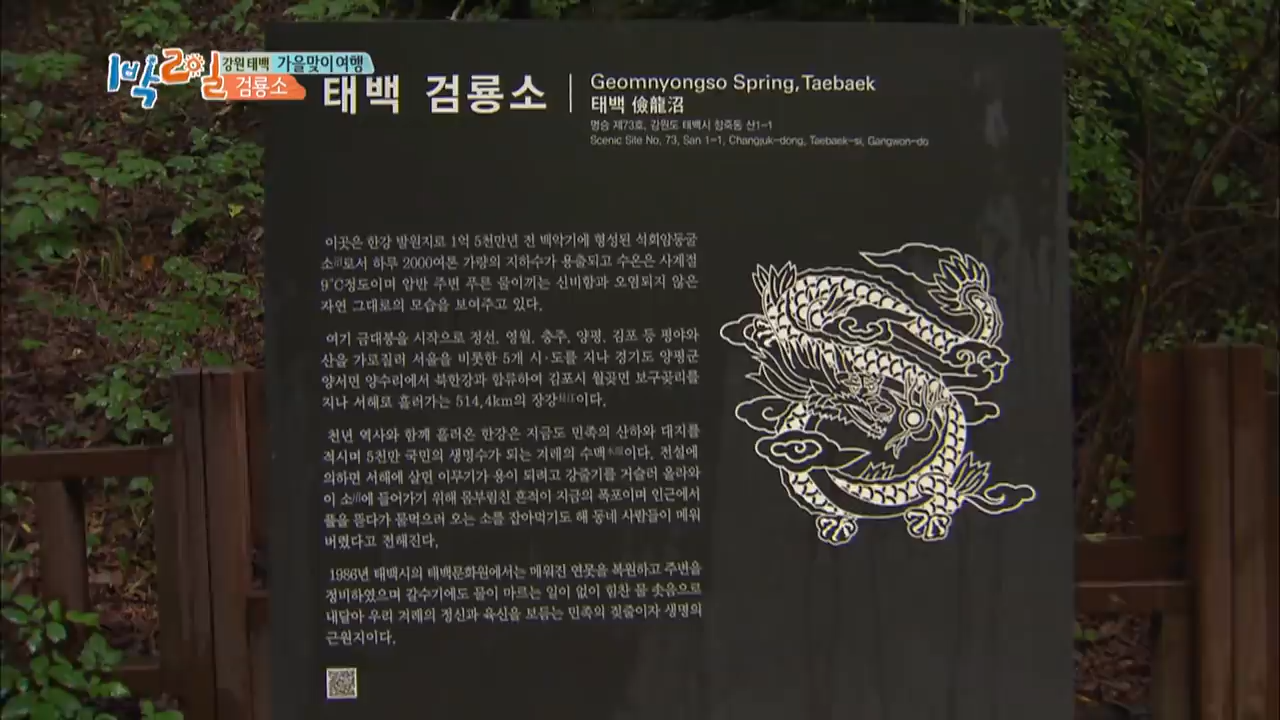 1박2일
강원 태백 가을맞이 여행
검룡소
태백 검룡소
Geomnyongso Spring, Taebaek
태백 儉龍沼
명승 제73호, 강원도 태백시 창죽동 산1-1
Scenic Site No, 73, San 1-1, Changjuk-dong, Taebaek-si, Gangwon-do
이곳은 한강 발원지로 1억 5천만년 전 백악기에 형성된 석회암동굴
소로서 하루 2000여톤 가량의 지하수가 용출되고 수온은 사계절
9°C정도이며 암반 주변 푸른 물이끼는 신비함과 오염되지 않은
자연 그대로의 모습을 보여주고 있다.
여기 금대봉을 시작으로 정선, 영월, 충주, 양평, 김포 등 평야와
산을 가로질러 서울을 비롯한 5개 시·도를 지나 경기도 양평군
양서면 양수리에서 북한강과 합류하여 김포시 월곶면 보구곶리를
지나 서해로 흘러가는 514.4km의 장강이다.
천년 역사와 함께 흘러온 한강은 지금도 민족의 산하와 대지를
적시며 5천만 국민의 생명수가 되는 겨레의 수맥이다. 전설에
의하면 서해에 살던 이무기가 용이 되려고 강줄기를 거슬러 올라와
이 소에 들어가기 위해 몸부림친 흔적이 지금의 폭포이며 인근에서
풀을 뜯다가 물먹으러 오는 소를 잡아먹기도 해 동네 사람들이 메워
버렸다고 전해진다.
1986년 태백시의 태백문화원에서는 메워진 연못을 복원하고 주변을
정비하였으며 갈수기에도 물이 마르는 일이 없이 힘찬 물 솟음으로
내달아 우리 겨레의 정신과 육신을 보듬는 민족의 젖줄이자 생명의
근원지이다.